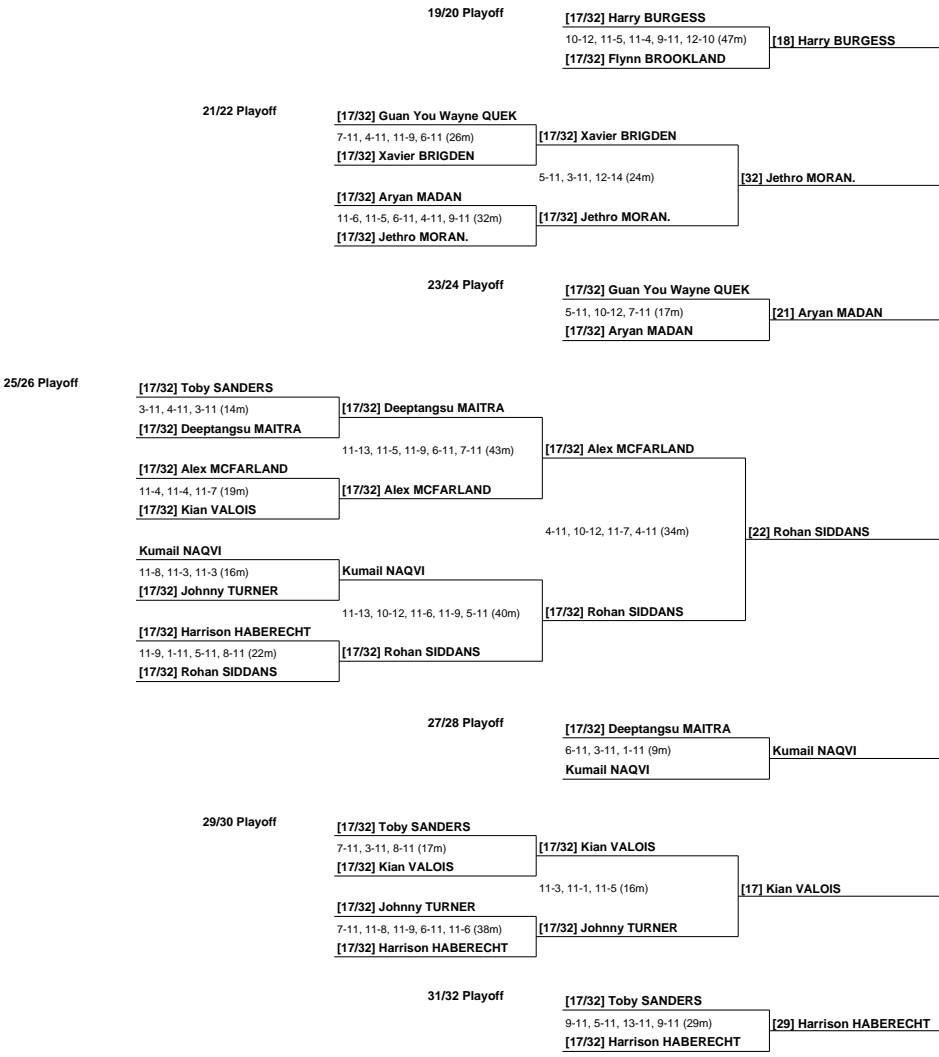 19/20 Playoff
[17/32] Harry BURGESS
10-12, 11-5, 11-4, 9-11, 12-10 (47m)
[18] Harry BURGESS
[17/32] Flynn BROOKLAND
21/22 Playoff
[17/32] Guan You Wayne QUEK
7-11, 4-11, 11-9, 6-11 (26m)
[17/32] Xavier BRIGDEN
[17/32] Xavier BRIGDEN
5-11, 3-11, 12-14 (24m)
[32] Jethro MORAN.
[17/32] Aryan MADAN
11-6, 11-5, 6-11, 4-11, 9-11 (32m)
[17/32] Jethro MORAN.
[17/32] Jethro MORAN.
23/24 Playoff
[17/32] Guan You Wayne QUEK
5-11, 10-12, 7-11 (17m)
[21] Aryan MADAN
[17/32] Aryan MADAN
25/26 Playoff
[17/32] Toby SANDERS
3-11, 4-11, 3-11 (14m)
[17/32] Deeptangsu MAITRA
[17/32] Deeptangsu MAITRA
11-13, 11-5, 11-9, 6-11, 7-11 (43m)
[17/32] Alex MCFARLAND
[17/32] Alex MCFARLAND
11-4, 11-4, 11-7 (19m)
[17/32] Alex MCFARLAND
[17/32] Kian VALOIS
4-11, 10-12, 11-7, 4-11 (34m)
[22] Rohan SIDDANS
Kumail NAQVI
11-8, 11-3, 11-3 (16m)
Kumail NAQVI
[17/32] Johnny TURNER
11-13, 10-12, 11-6, 11-9, 5-11 (40m)
[17/32] Rohan SIDDANS
[17/32] Harrison HABERECHT
11-9, 1-11, 5-11, 8-11 (22m)
[17/32] Rohan SIDDANS
[17/32] Rohan SIDDANS
27/28 Playoff
[17/32] Deeptangsu MAITRA
6-11, 3-11, 1-11 (9m)
Kumail NAQVI
Kumail NAQVI
29/30 Playoff
[17/32] Toby SANDERS
7-11, 3-11, 8-11 (17m)
[17/32] Kian VALOIS
[17/32] Kian VALOIS
11-3, 11-1, 11-5 (16m)
[17] Kian VALOIS
[17/32] Johnny TURNER
7-11, 11-8, 11-9, 6-11, 11-6 (38m)
[17/32] Johnny TURNER
[17/32] Harrison HABERECHT
31/32 Playoff
[17/32] Toby SANDERS
9-11, 5-11, 13-11, 9-11 (29m)
[29] Harrison HABERECHT
[17/32] Harrison HABERECHT